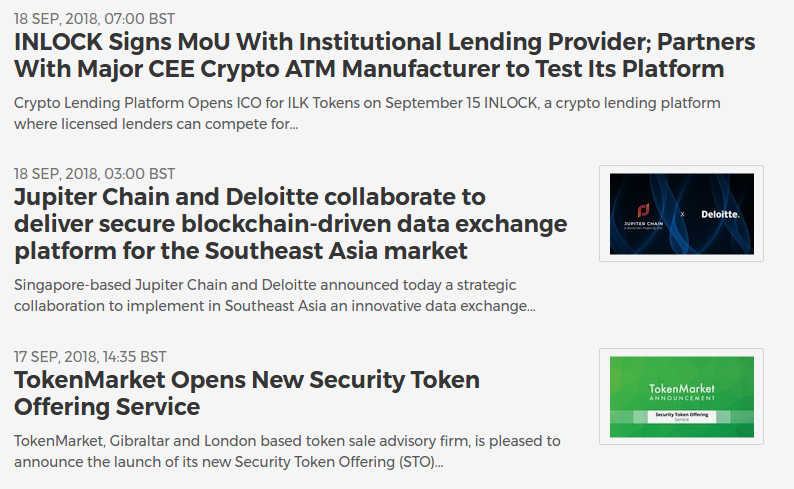 18 SEP, 2018, 07:00 BST
INLOCK Signs MoU With Institutional Lending Provider; Partners
With Major CEE Crypto ATM Manufacturer to Test Its Platform
Crypto Lending Platform Opens ICO for ILK Tokens on September 15 INLOCK, a crypto lending platform
where licensed lenders can compete for...
18 SEP, 2018, 03:00 BST
Jupiter Chain and Deloitte collaborate to
deliver secure blockchain-driven data exchange
platform for the Southeast Asia market
Singapore-based Jupiter Chain and Deloitte announced today a strategic
collaboration to implement in Southeast Asia an innovative data exchange...
JUPITER CHAIN
X
Deloitte.
17 SEP, 2018, 14:35 BST
TokenMarket Opens New Security Token
Offering Service
TokenMarket, Gibraltar and London based token sale advisory firm, is pleased to
announce the launch of its new Security Token Offering (STO)...
TokenMarket
ANNOUNCEMENT
Security Token Offering
Service